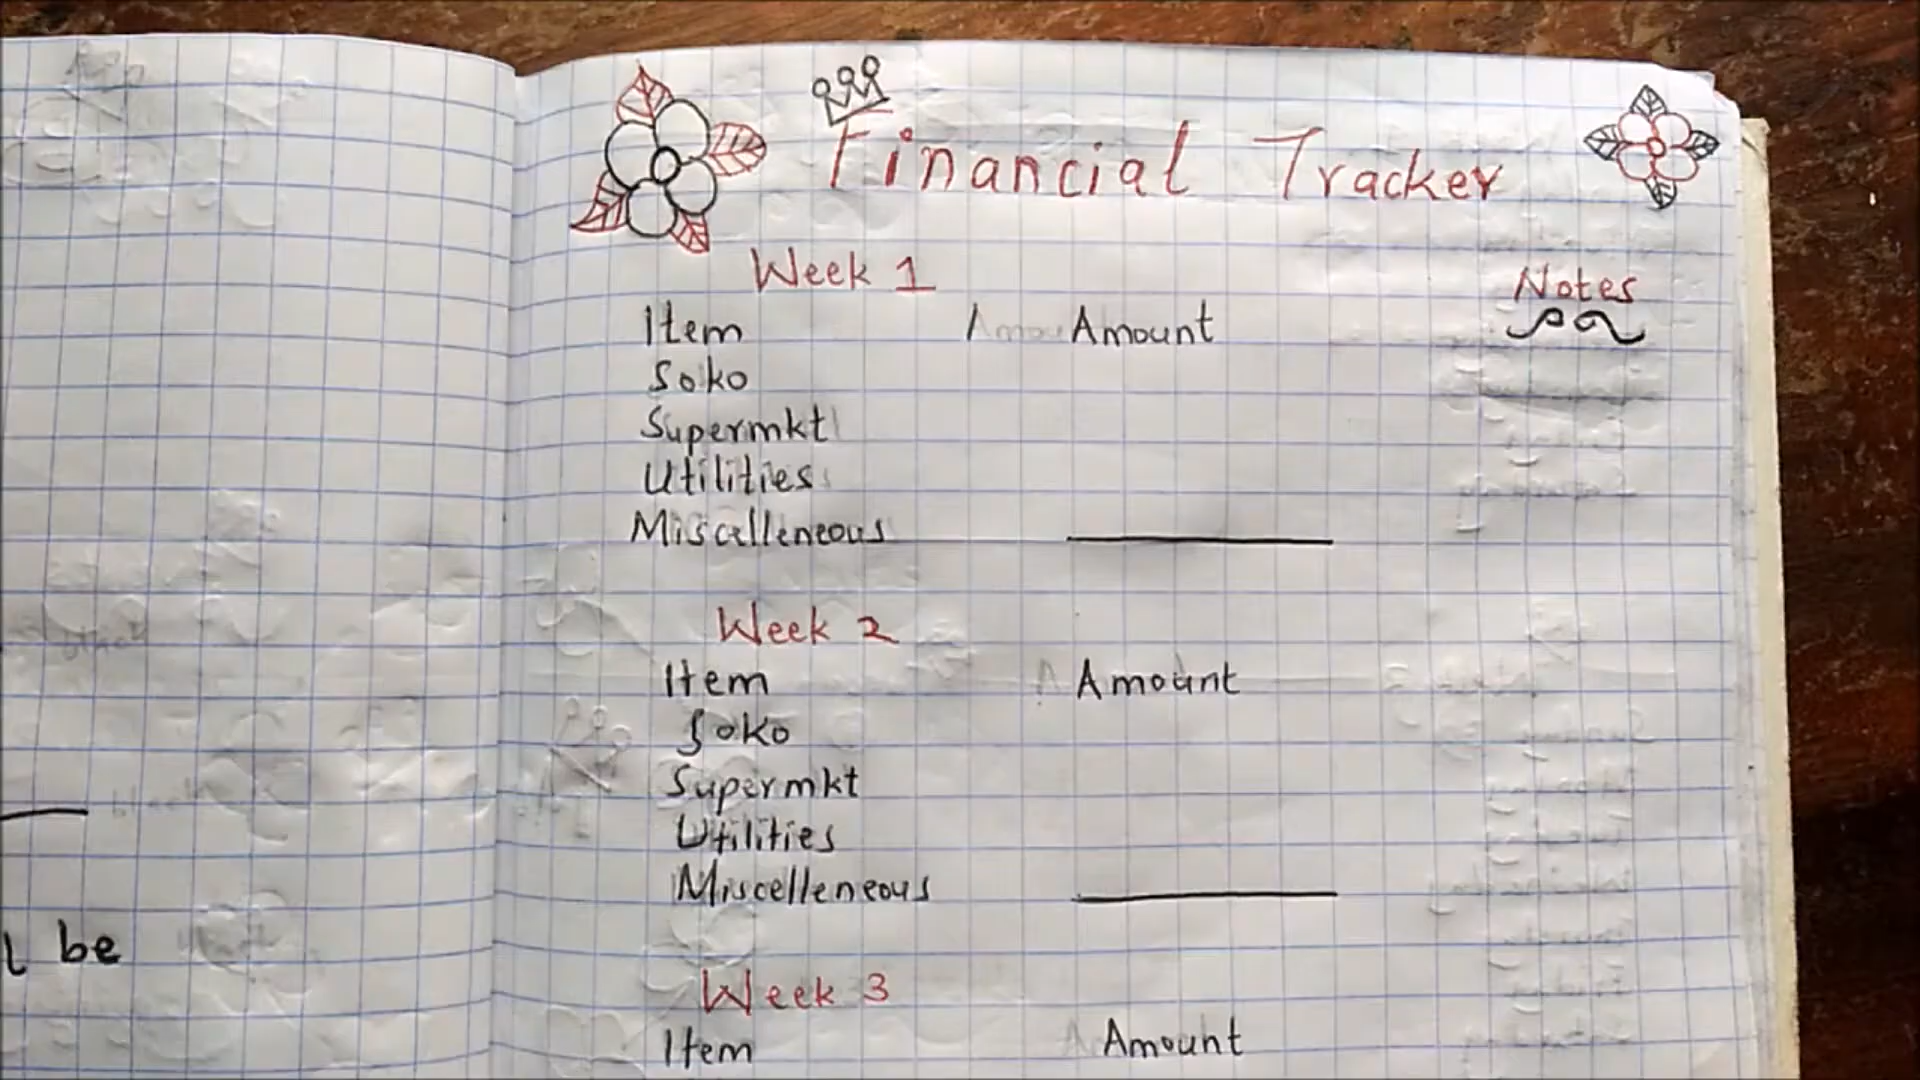 Financial Tracker
Week 1
Notes
Item Amount
Soko
Supermkt
Utilities
Miscelleneous
Week 2
Item Amount
Soko
Supermkt
Utilities
Miscelleneous
l be
Week 3
Item Amount